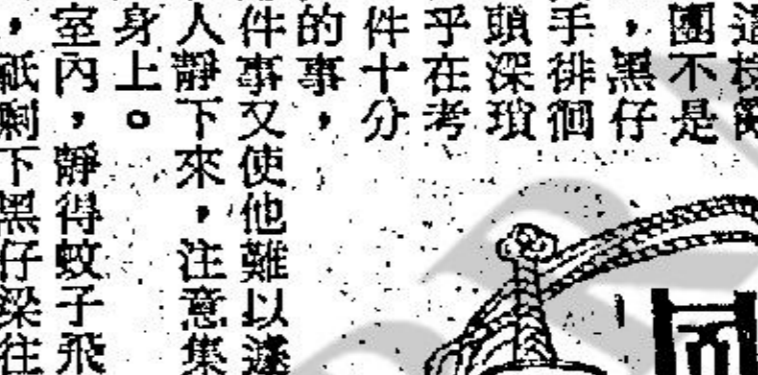 團不是
，黑仔
手徘徊
頭深瑣
乎在考
件十分
的事，
件事又使他難以遂
人靜下來，注意集
身上。
室內，靜得蚊子飛
，祇剩下黑仔梁往